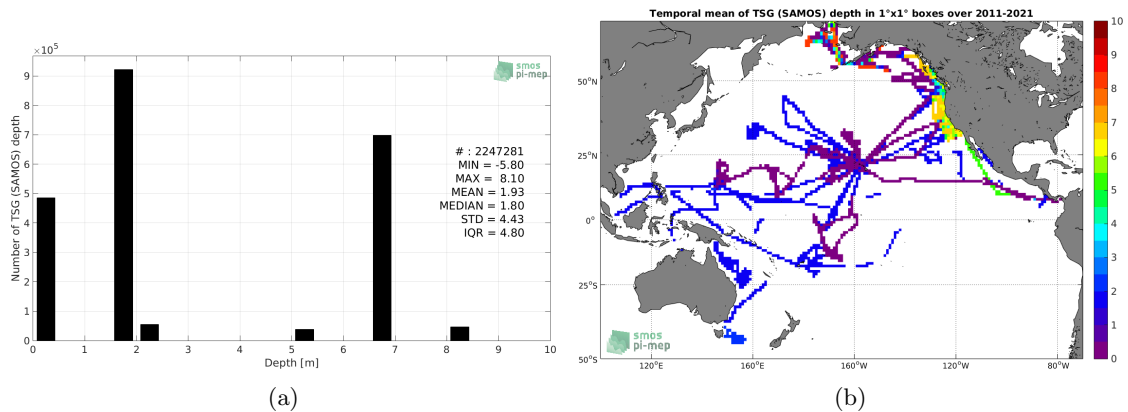 ×10⁵
9
8
7
6
5
4
3
2
1
0
Number of TSG (SAMOS) depth
smos
pi-mep
# : 2247281
MIN = -5.80
MAX = 8.10
MEAN = 1.93
MEDIAN = 1.80
STD = 4.43
IQR = 4.80
0 1 2 3 4 5 6 7 8 9 10
Depth [m]
(a)
Temporal mean of TSG (SAMOS) depth in 1°x1° boxes over 2011-2021
50°N
25°N
0°
25°S
50°S
smos
pi-mep
120°E 160°E 160°W 120°W 80°W
10
9
8
7
6
5
4
3
2
1
0
(b)